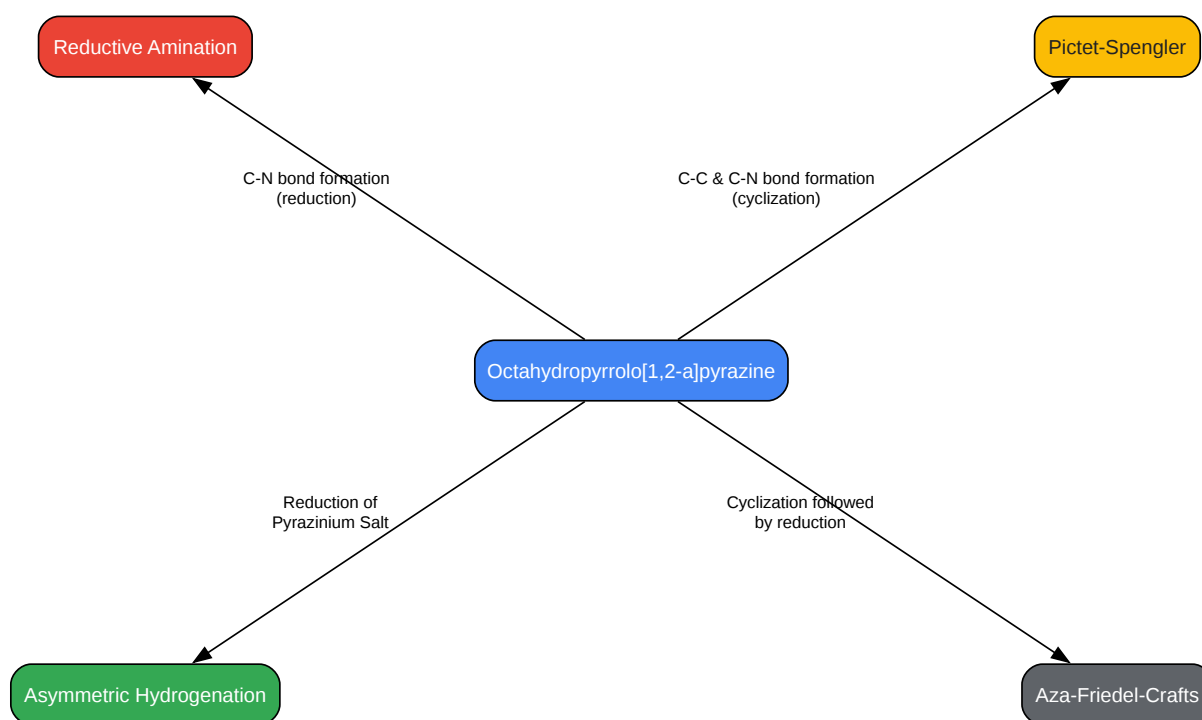 Reductive Amination
Pictet-Spengler
C-N bond formation
(reduction)
C-C & C-N bond formation
(cyclization)
Octahydropyrrolo[1,2-a]pyrazine
Reduction of
Pyrazinium Salt
Cyclization followed
by reduction
Asymmetric Hydrogenation
Aza-Friedel-Crafts